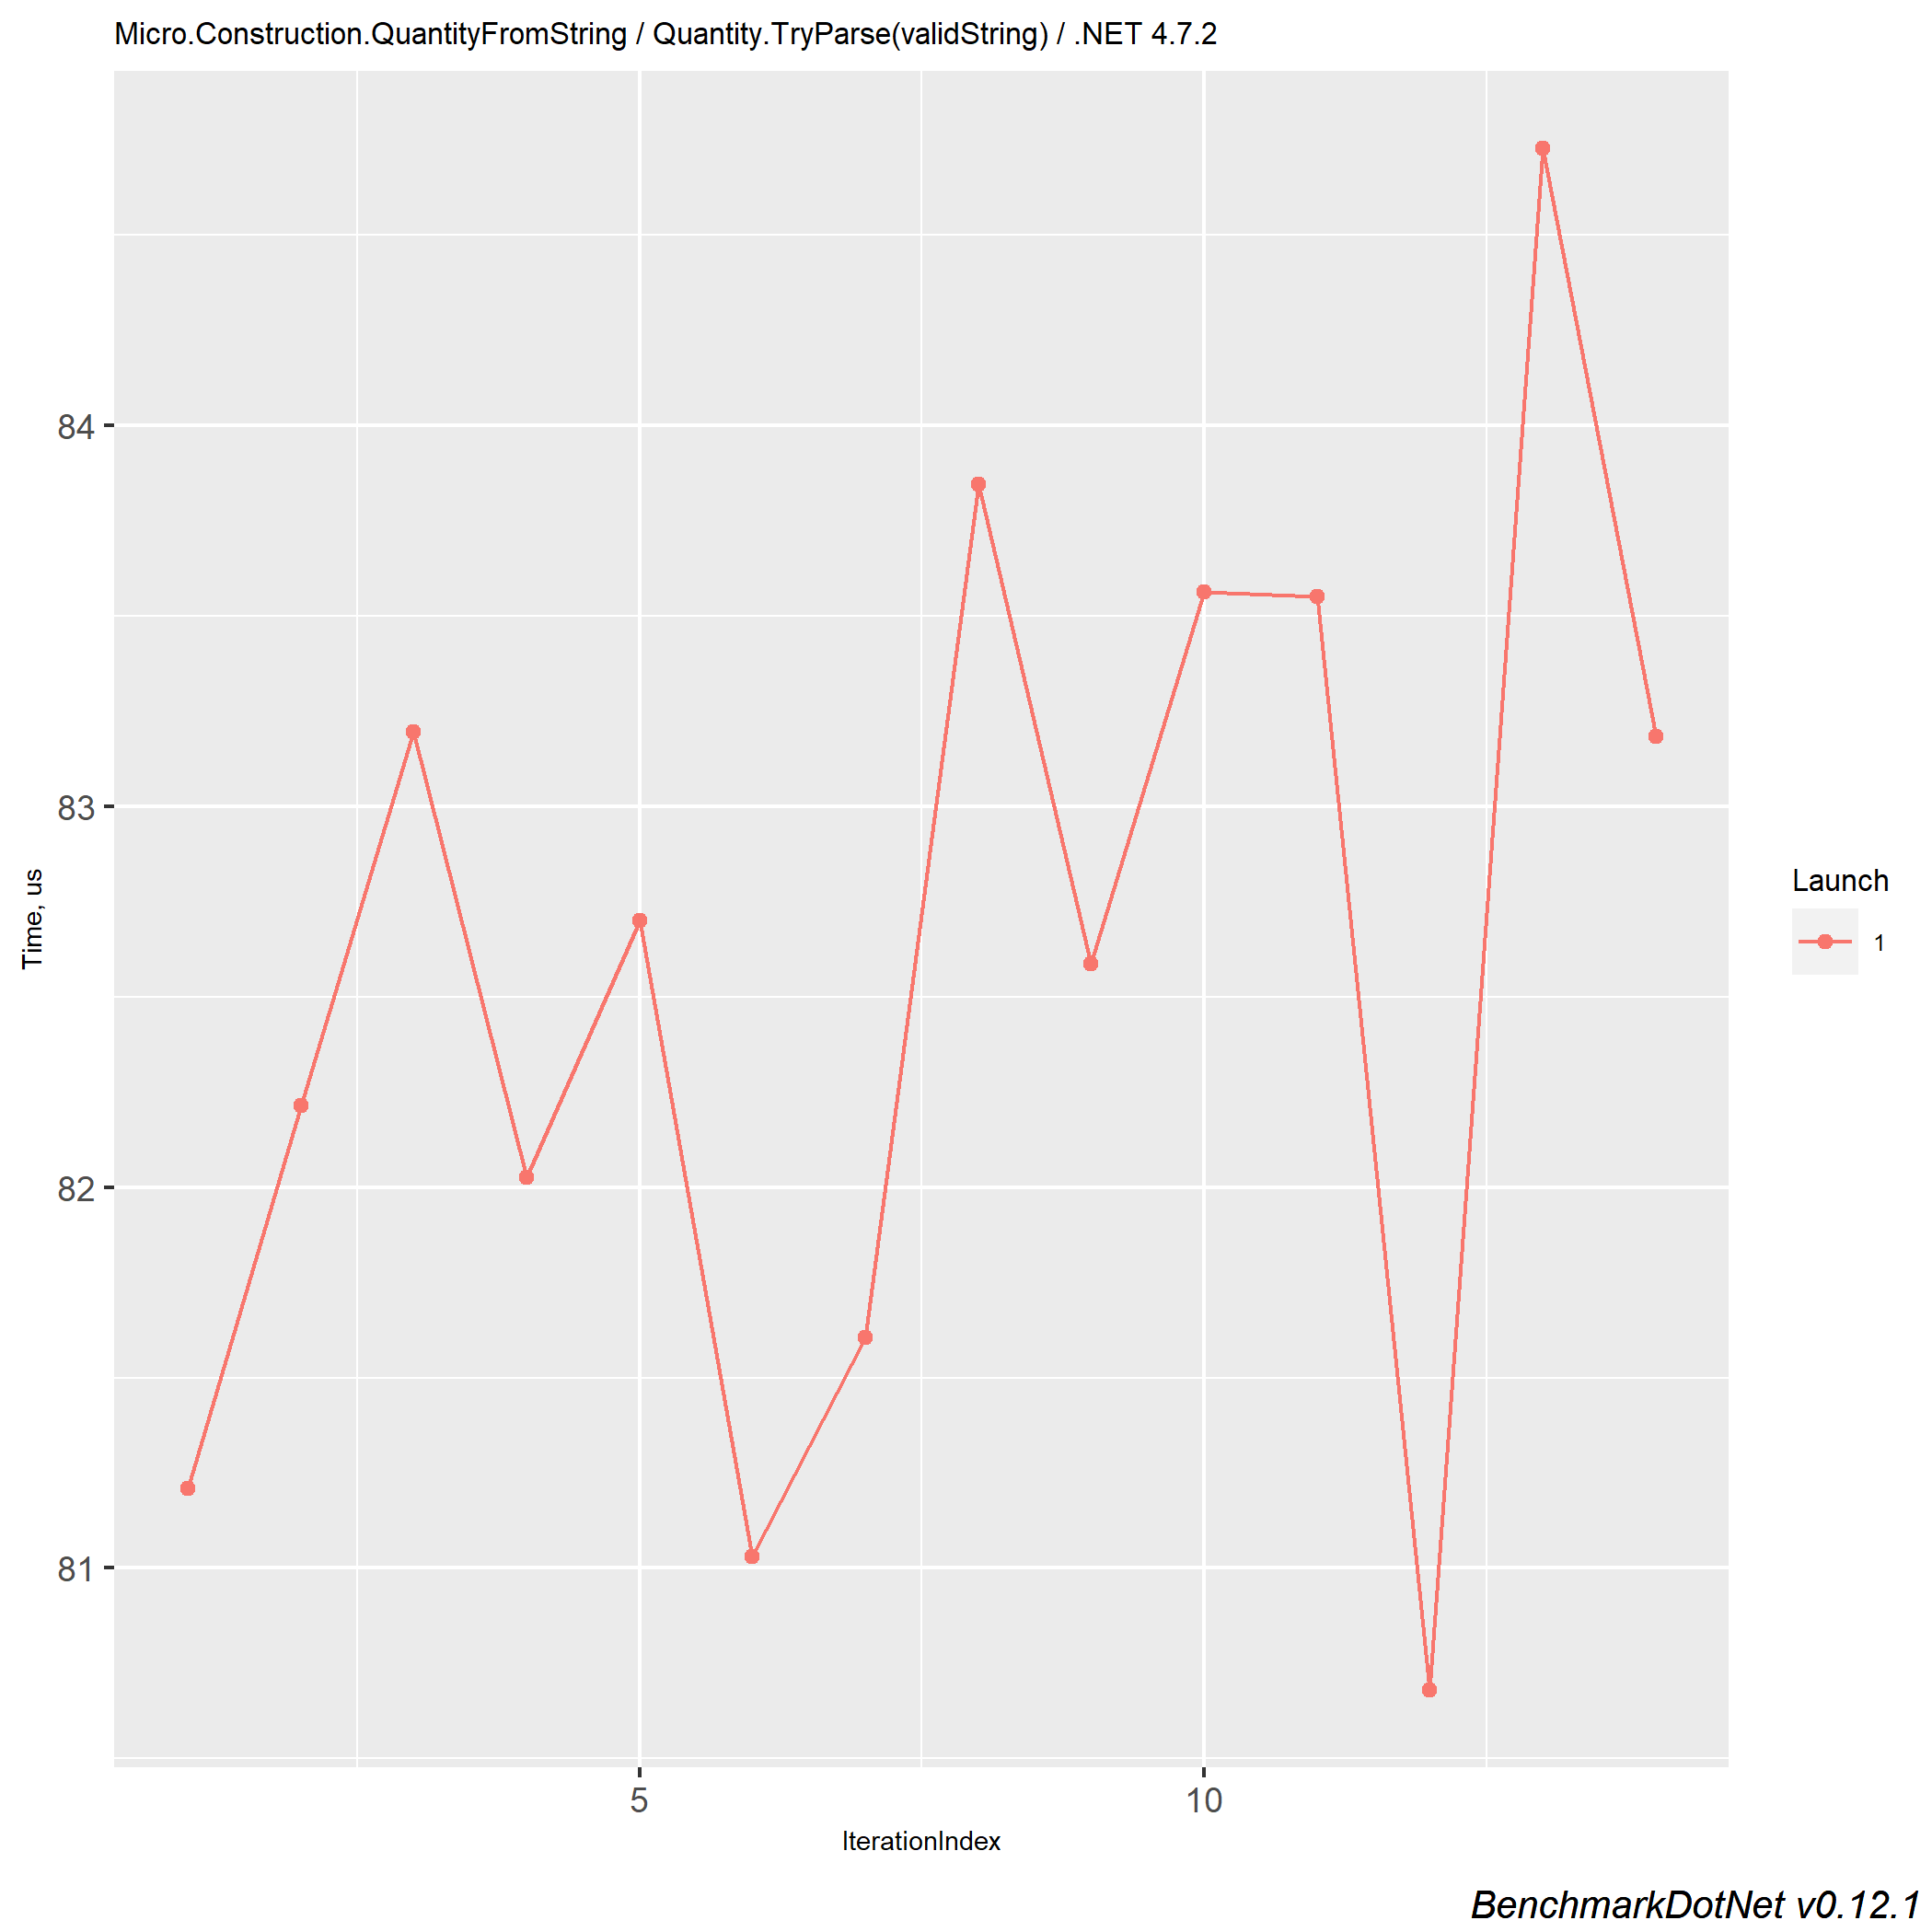 Micro.Construction.QuantityFromString / Quantity.TryParse(validString) / .NET 4.7.2
84
83
82
81
Time, us
5
10
IterationIndex
Launch
1
BenchmarkDotNet v0.12.1